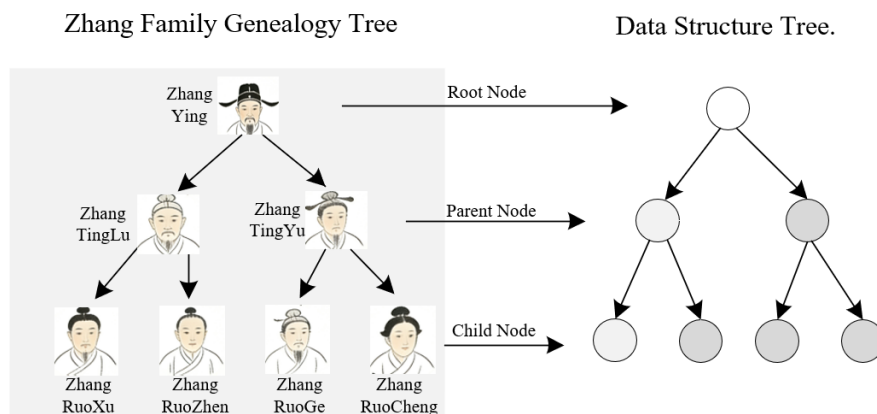 Zhang Family Genealogy Tree
Data Structure Tree.
Zhang
Ying
Root Node
Zhang
TingLu
Zhang
TingYu
Parent Node
Child Node
Zhang
RuoXu
Zhang
RuoZhen
Zhang
RuoGe
Zhang
RuoCheng